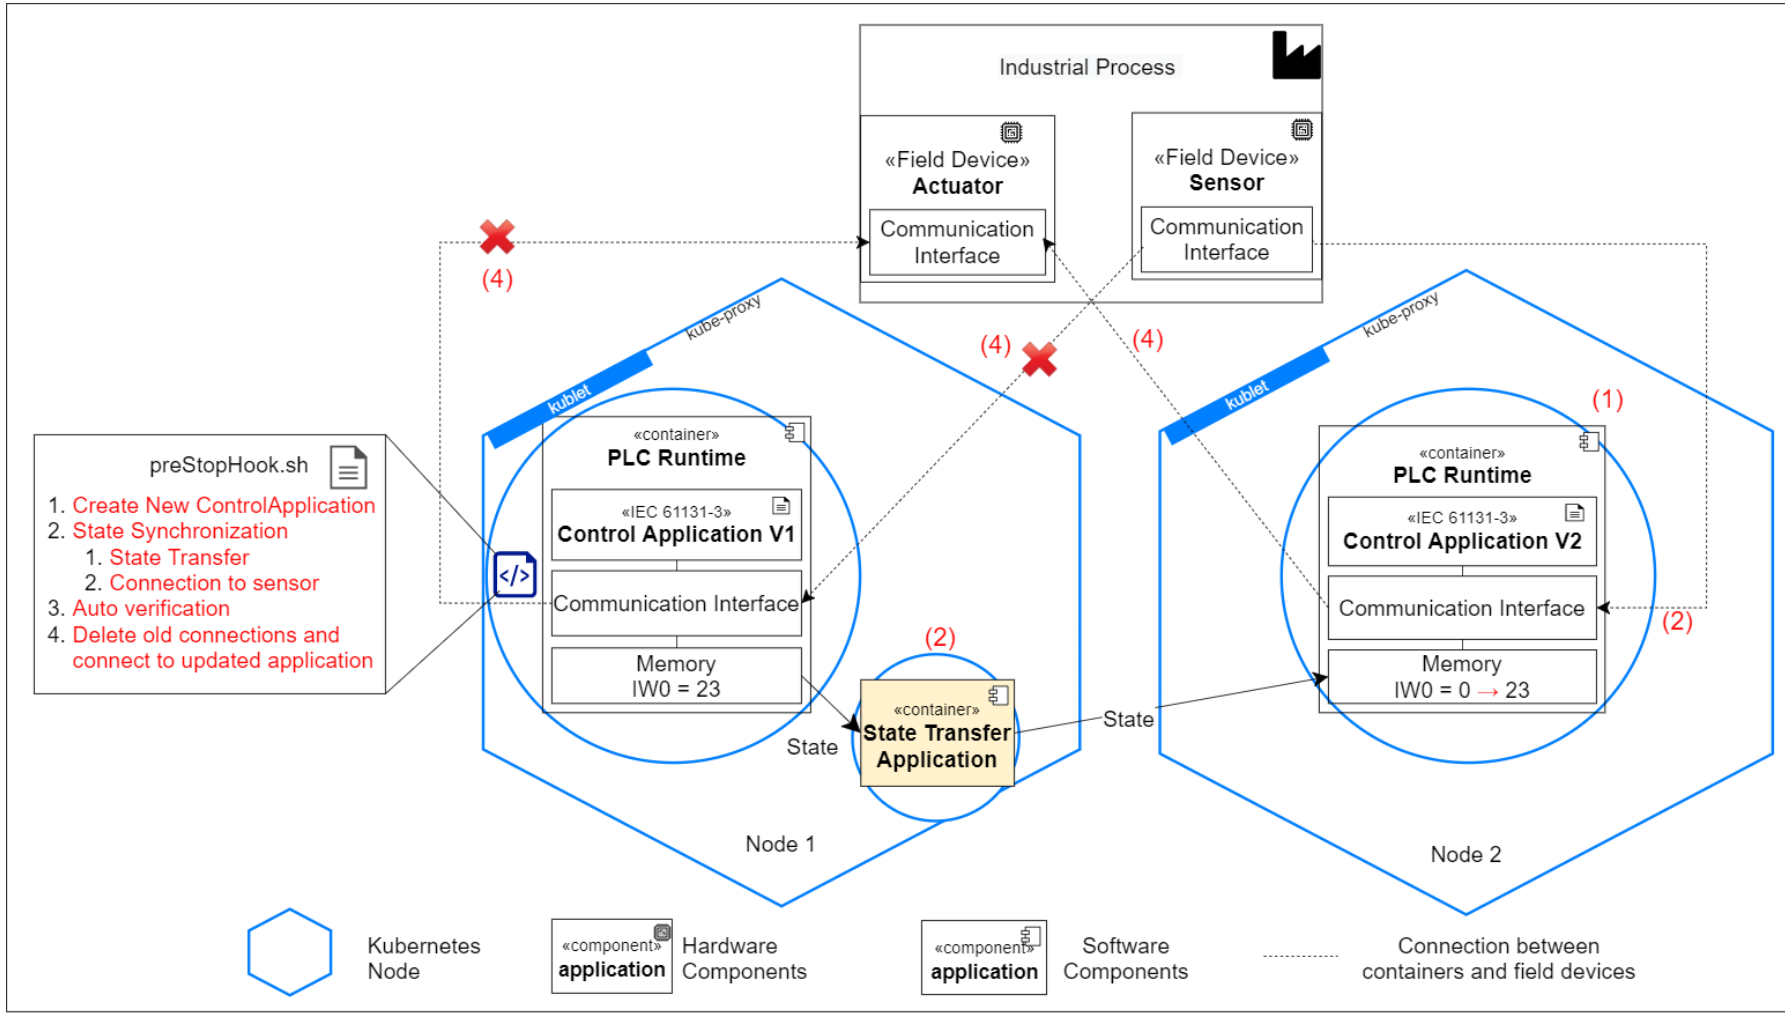 Industrial Process
«Field Device»
Actuator
Communication
Interface
«Field Device»
Sensor
Communication
Interface
(4)
(4)
(4)
kube-proxy
kublet
kube-proxy
kublet
(1)
preStopHook.sh
1. Create New ControlApplication
2. State Synchronization
1. State Transfer
2. Connection to sensor
3. Auto verification
4. Delete old connections and
connect to updated application
</>
«container»
PLC Runtime
«IEC 61131-3»
Control Application V1
Communication Interface
Memory
IW0 = 23
State
(2)
«container»
State Transfer
Application
State
«container»
PLC Runtime
«IEC 61131-3»
Control Application V2
Communication Interface
(2)
Memory
IW0 = 0 → 23
Node 1
Node 2
Kubernetes
Node
«component»
application
Hardware
Components
«component»
application
Software
Components
Connection between
containers and field devices